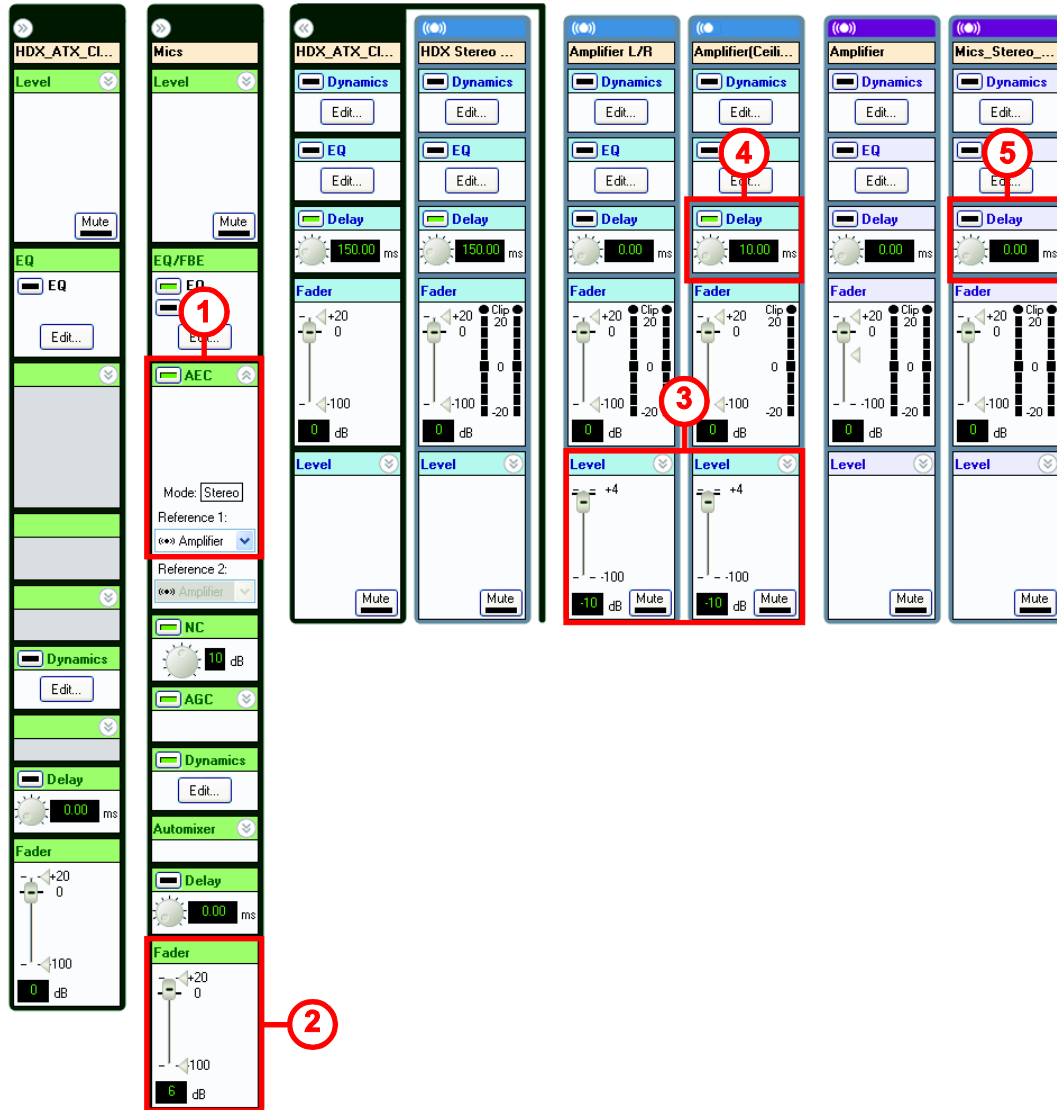 HDX_ATX_Cl...
Level
Mute
EQ
EQ
Edit...
Dynamics
Edit...
Delay
0.00 ms
Fader
+20
0
-100
0 dB
Mics
Level
Mute
EQ/FBE
EQ
1
AEC
Mode: Stereo
Reference 1:
Amplifier
Reference 2:
Amplifier
NC
10 dB
AGC
Dynamics
Edit...
Automixer
Delay
0.00 ms
Fader
+20
0
-100
6 dB
2
HDX_ATX_Cl...
Dynamics
Edit...
EQ
Edit...
Delay
150.00 ms
Fader
+20
0
-100
0 dB
Level
Mute
HDX Stereo ...
Dynamics
Edit...
EQ
Edit...
Delay
150.00 ms
Fader
+20 Clip
0 20
0
-100 -20
0 dB
Level
Mute
Amplifier L/R
Dynamics
Edit...
EQ
Edit...
Delay
0.00 ms
Fader
+20 Clip
0 20
0
-100 -20
0 dB
3
Level
+4
-100
-10 dB Mute
Amplifier(Ceili...
Dynamics
Edit...
4
Delay
10.00 ms
Fader
+20 Clip
0 20
0
-100 -20
0 dB
Level
+4
-100
-10 dB Mute
Amplifier
Dynamics
Edit...
EQ
Edit...
Delay
0.00 ms
Fader
+20 Clip
0 20
0
-100 -20
0 dB
Level
Mute
Mics_Stereo_...
Dynamics
Edit...
5
Delay
0.00 ms
Fader
+20 Clip
0 20
0
-100 -20
0 dB
Level
Mute